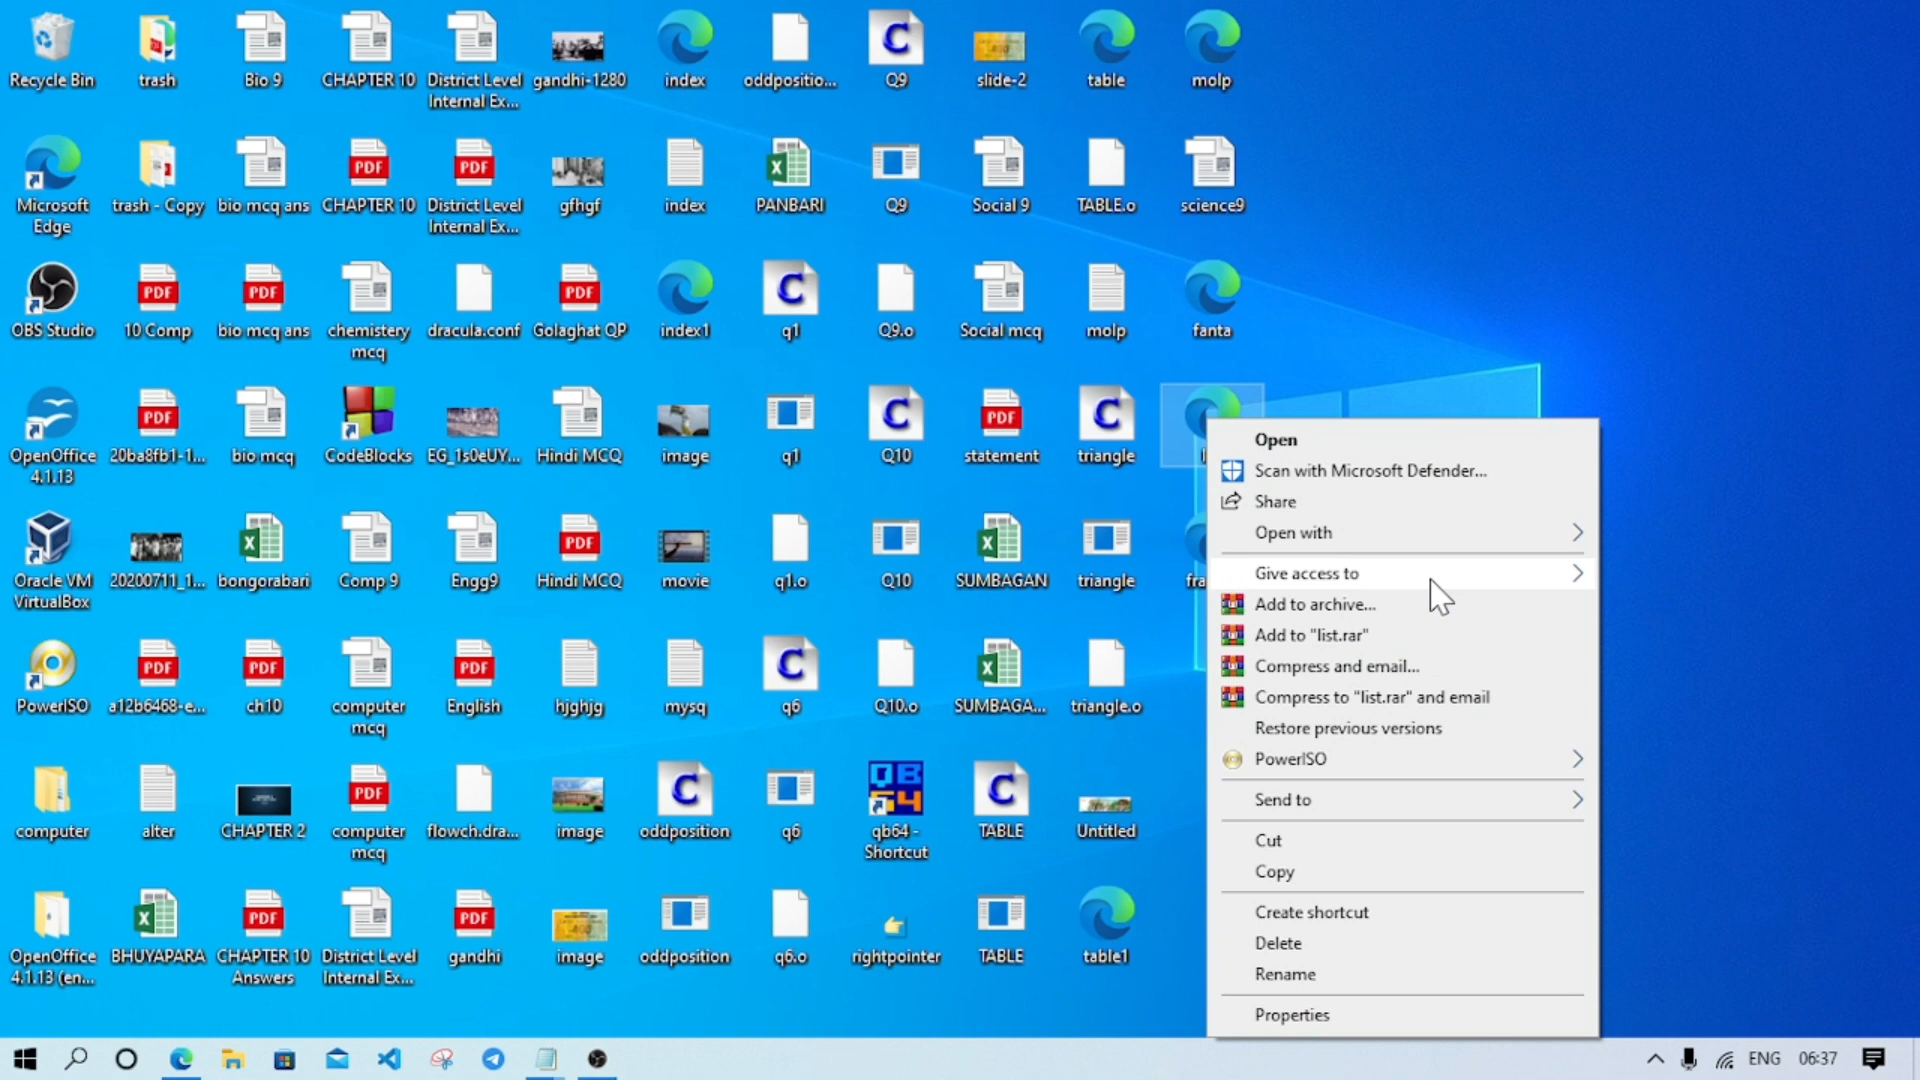 Recycle Bin
trash
Bio 9
CHAPTER 10
District Level
Internal Ex...
gandhi-1280
index
oddpositio...
Q9
slide-2
table
molp
Microsoft
Edge
trash - Copy
bio mcq ans
CHAPTER 10
District Level
Internal Ex...
gfhgf
index
PANBARI
Q9
Social 9
TABLE.o
science9
OBS Studio
10 Comp
bio mcq ans
chemistery
mcq
dracula.conf
Golaghat QP
index1
q1
Q9.o
Social mcq
molp
fanta
OpenOffice
4.1.13
20ba8fb1-1...
bio mcq
CodeBlocks
EG_1s0eUY...
Hindi MCQ
image
q1
Q10
statement
triangle
Oracle VM
VirtualBox
20200711_1...
bongorabari
Comp 9
Engg9
Hindi MCQ
movie
q1.o
Q10
SUMBAGAN
triangle
PowerISO
a12b6468-e...
ch10
computer
mcq
English
hjghjg
mysq
q6
Q10.o
SUMBAGA...
triangle.o
computer
alter
CHAPTER 2
computer
mcq
flowch.dra...
image
oddposition
q6
qb64 -
Shortcut
TABLE
Untitled
OpenOffice
4.1.13 (en...
BHUYAPARA
CHAPTER 10
Answers
District Level
Internal Ex...
gandhi
image
oddposition
q6.o
rightpointer
TABLE
table1
Open
Scan with Microsoft Defender...
Share
Open with
Give access to
Add to archive...
Add to "list.rar"
Compress and email...
Compress to "list.rar" and email
Restore previous versions
PowerISO
Send to
Cut
Copy
Create shortcut
Delete
Rename
Properties
ENG
06:37